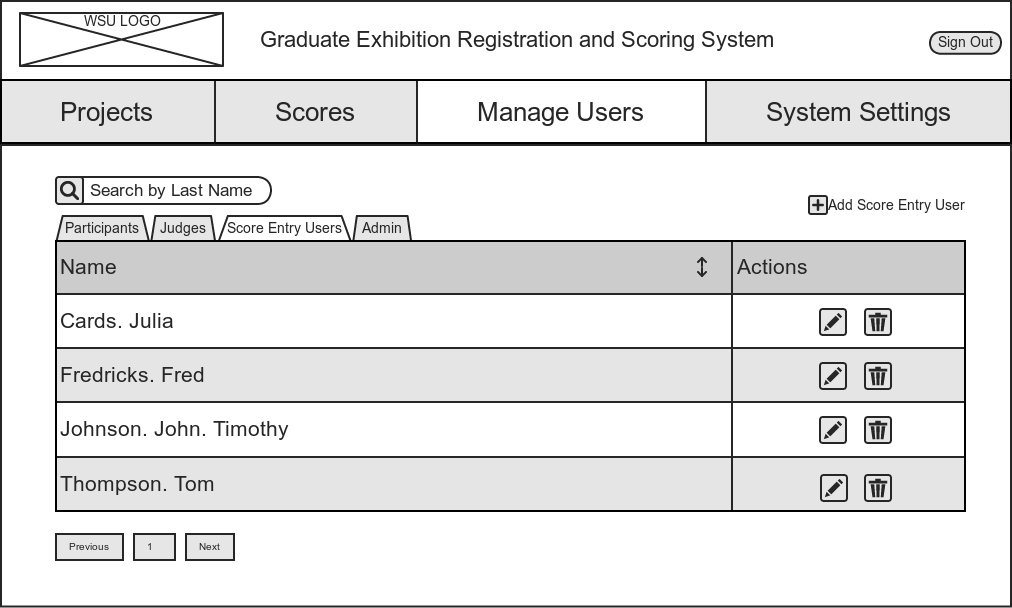 WSU LOGO
Graduate Exhibition Registration and Scoring System
Sign Out
Projects
Scores
Manage Users
System Settings
Search by Last Name
Add Score Entry User
Participants
Judges
Score Entry Users
Admin
Name
Actions
Cards. Julia
Fredricks. Fred
Johnson. John. Timothy
Thompson. Tom
Previous
1
Next